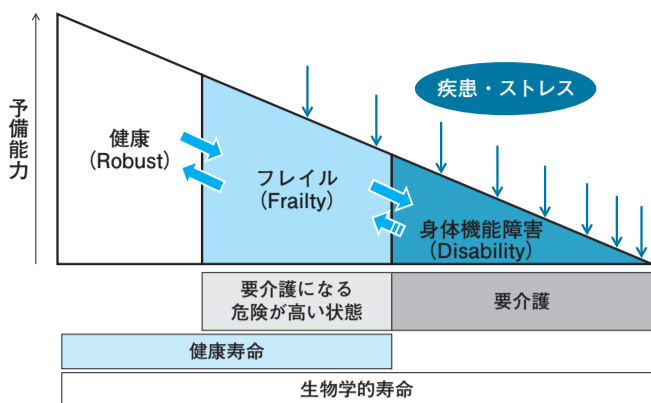 予備能力
疾患・ストレス
健康
(Robust)
フレイル
(Frailty)
身体機能障害
(Disability)
要介護になる
危険が高い状態
要介護
健康寿命
生物学的寿命